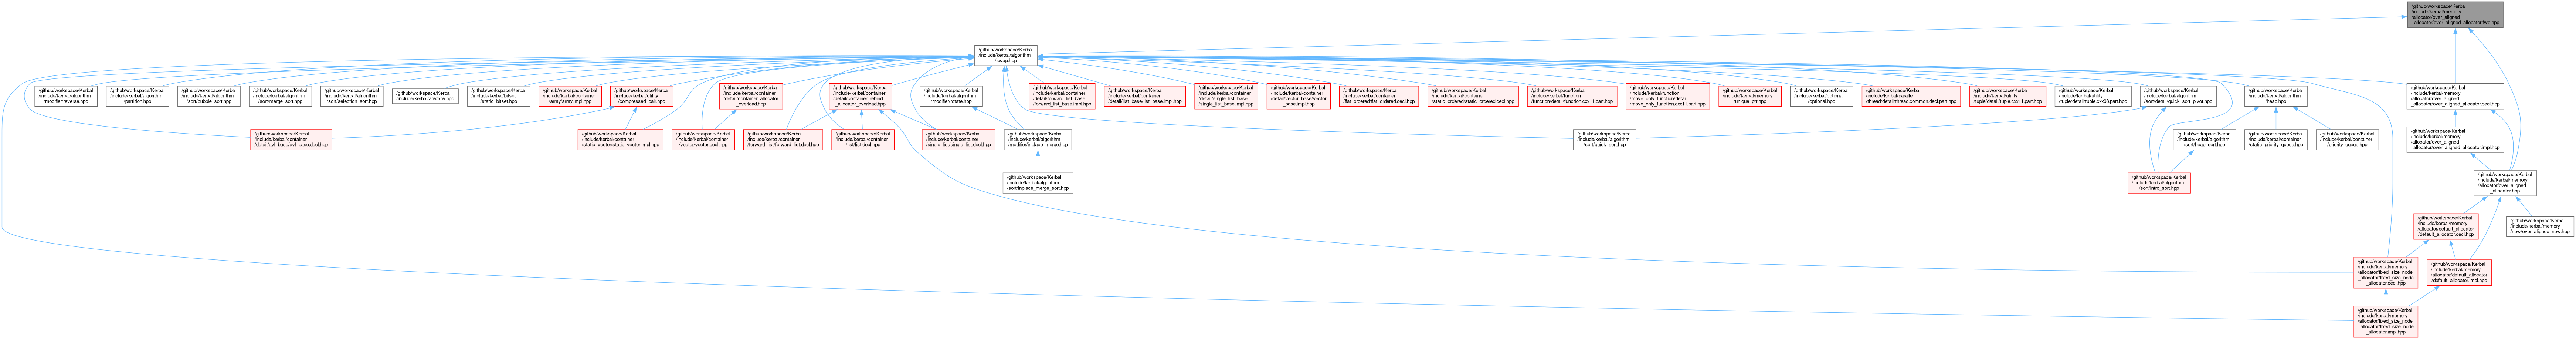 /github/workspace/Kerbal
/include/kerbal/memory
/allocator/over_aligned
_allocator/over_aligned_allocator.fwd.hpp
/github/workspace/Kerbal
/include/kerbal/algorithm
/swap.hpp
/github/workspace/Kerbal
/include/kerbal/algorithm
/modifier/reverse.hpp
/github/workspace/Kerbal
/include/kerbal/algorithm
/partition.hpp
/github/workspace/Kerbal
/include/kerbal/algorithm
/sort/bubble_sort.hpp
/github/workspace/Kerbal
/include/kerbal/algorithm
/sort/merge_sort.hpp
/github/workspace/Kerbal
/include/kerbal/algorithm
/sort/selection_sort.hpp
/github/workspace/Kerbal
/include/kerbal/any/any.hpp
/github/workspace/Kerbal
/include/kerbal/bitset
/static_bitset.hpp
/github/workspace/Kerbal
/include/kerbal/container
/array/array.impl.hpp
/github/workspace/Kerbal
/include/kerbal/utility
/compressed_pair.hpp
/github/workspace/Kerbal
/include/kerbal/container
/detail/container_allocator
_overload.hpp
/github/workspace/Kerbal
/include/kerbal/container
/detail/container_rebind
_allocator_overload.hpp
/github/workspace/Kerbal
/include/kerbal/algorithm
/modifier/rotate.hpp
/github/workspace/Kerbal
/include/kerbal/container
/detail/forward_list_base
/forward_list_base.impl.hpp
/github/workspace/Kerbal
/include/kerbal/container
/detail/list_base/list_base.impl.hpp
/github/workspace/Kerbal
/include/kerbal/container
/detail/single_list_base
/single_list_base.impl.hpp
/github/workspace/Kerbal
/include/kerbal/container
/detail/vector_base/vector
_base.impl.hpp
/github/workspace/Kerbal
/include/kerbal/container
/flat_ordered/flat_ordered.decl.hpp
/github/workspace/Kerbal
/include/kerbal/container
/static_ordered/static_ordered.decl.hpp
/github/workspace/Kerbal
/include/kerbal/function
/function/detail/function.cxx11.part.hpp
/github/workspace/Kerbal
/include/kerbal/function
/move_only_function/detail
/move_only_function.cxx11.part.hpp
/github/workspace/Kerbal
/include/kerbal/memory
/unique_ptr.hpp
/github/workspace/Kerbal
/include/kerbal/optional
/optional.hpp
/github/workspace/Kerbal
/include/kerbal/parallel
/thread/detail/thread.common.decl.part.hpp
/github/workspace/Kerbal
/include/kerbal/utility
/tuple/detail/tuple.cxx11.part.hpp
/github/workspace/Kerbal
/include/kerbal/utility
/tuple/detail/tuple.cxx98.part.hpp
/github/workspace/Kerbal
/include/kerbal/algorithm
/sort/detail/quick_sort_pivot.hpp
/github/workspace/Kerbal
/include/kerbal/algorithm
/heap.hpp
/github/workspace/Kerbal
/include/kerbal/memory
/allocator/over_aligned
_allocator/over_aligned_allocator.decl.hpp
/github/workspace/Kerbal
/include/kerbal/container
/detail/avl_base/avl_base.decl.hpp
/github/workspace/Kerbal
/include/kerbal/container
/static_vector/static_vector.impl.hpp
/github/workspace/Kerbal
/include/kerbal/container
/vector/vector.decl.hpp
/github/workspace/Kerbal
/include/kerbal/container
/forward_list/forward_list.decl.hpp
/github/workspace/Kerbal
/include/kerbal/container
/list/list.decl.hpp
/github/workspace/Kerbal
/include/kerbal/container
/single_list/single_list.decl.hpp
/github/workspace/Kerbal
/include/kerbal/algorithm
/modifier/inplace_merge.hpp
/github/workspace/Kerbal
/include/kerbal/algorithm
/sort/quick_sort.hpp
/github/workspace/Kerbal
/include/kerbal/algorithm
/sort/heap_sort.hpp
/github/workspace/Kerbal
/include/kerbal/container
/static_priority_queue.hpp
/github/workspace/Kerbal
/include/kerbal/container
/priority_queue.hpp
/github/workspace/Kerbal
/include/kerbal/memory
/allocator/over_aligned
_allocator/over_aligned_allocator.impl.hpp
/github/workspace/Kerbal
/include/kerbal/algorithm
/sort/inplace_merge_sort.hpp
/github/workspace/Kerbal
/include/kerbal/algorithm
/sort/intro_sort.hpp
/github/workspace/Kerbal
/include/kerbal/memory
/allocator/over_aligned
_allocator.hpp
/github/workspace/Kerbal
/include/kerbal/memory
/allocator/default_allocator
/default_allocator.decl.hpp
/github/workspace/Kerbal
/include/kerbal/memory
/new/over_aligned_new.hpp
/github/workspace/Kerbal
/include/kerbal/memory
/allocator/fixed_size_node
_allocator/fixed_size_node
_allocator.decl.hpp
/github/workspace/Kerbal
/include/kerbal/memory
/allocator/default_allocator
/default_allocator.impl.hpp
/github/workspace/Kerbal
/include/kerbal/memory
/allocator/fixed_size_node
_allocator/fixed_size_node
_allocator.impl.hpp